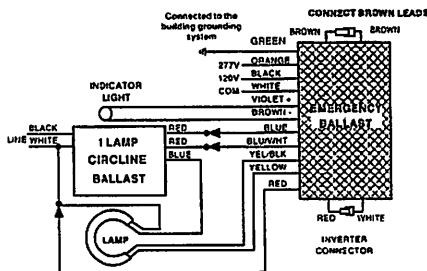 Connected to the
building grounding
system
CONNECT BROWN LEADS
BROWN
BROWN
GREEN
277V
ORANGE
120V
BLACK
COM
WHITE
VIOLET +
BROWN -
INDICATOR
LIGHT
EMERGENCY
BALLAST
BLACK
LINE
WHITE
1 LAMP
CIRCLINE
BALLAST
RED
RED
BLUE
BLUE
BLU/WHT
YEL/BLK
YELLOW
RED
LAMP
RED
WHITE
INVERTER
CONNECTOR